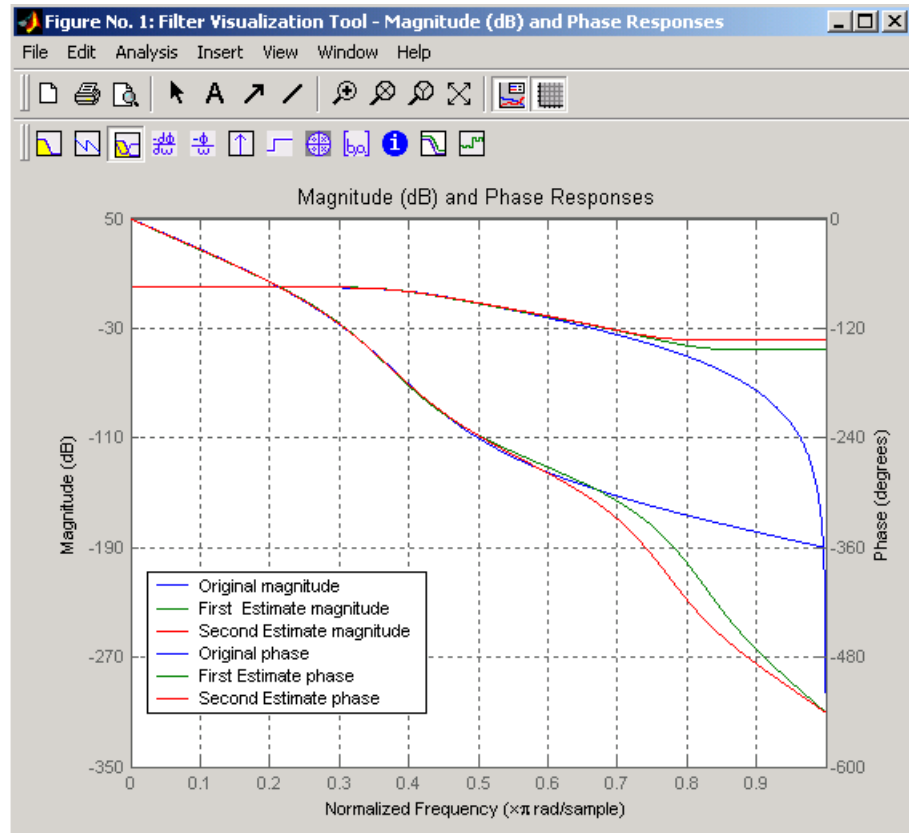 Figure No. 1: Filter Visualization Tool - Magnitude (dB) and Phase Responses
File Edit Analysis Insert View Window Help
A
[b,a]
i
Magnitude (dB) and Phase Responses
50
-30
-110
-190
-270
-350
Magnitude (dB)
0
-120
-240
-360
-480
-600
Phase (degrees)
Original magnitude
First Estimate magnitude
Second Estimate magnitude
Original phase
First Estimate phase
Second Estimate phase
0 0.1 0.2 0.3 0.4 0.5 0.6 0.7 0.8 0.9
Normalized Frequency (×π rad/sample)